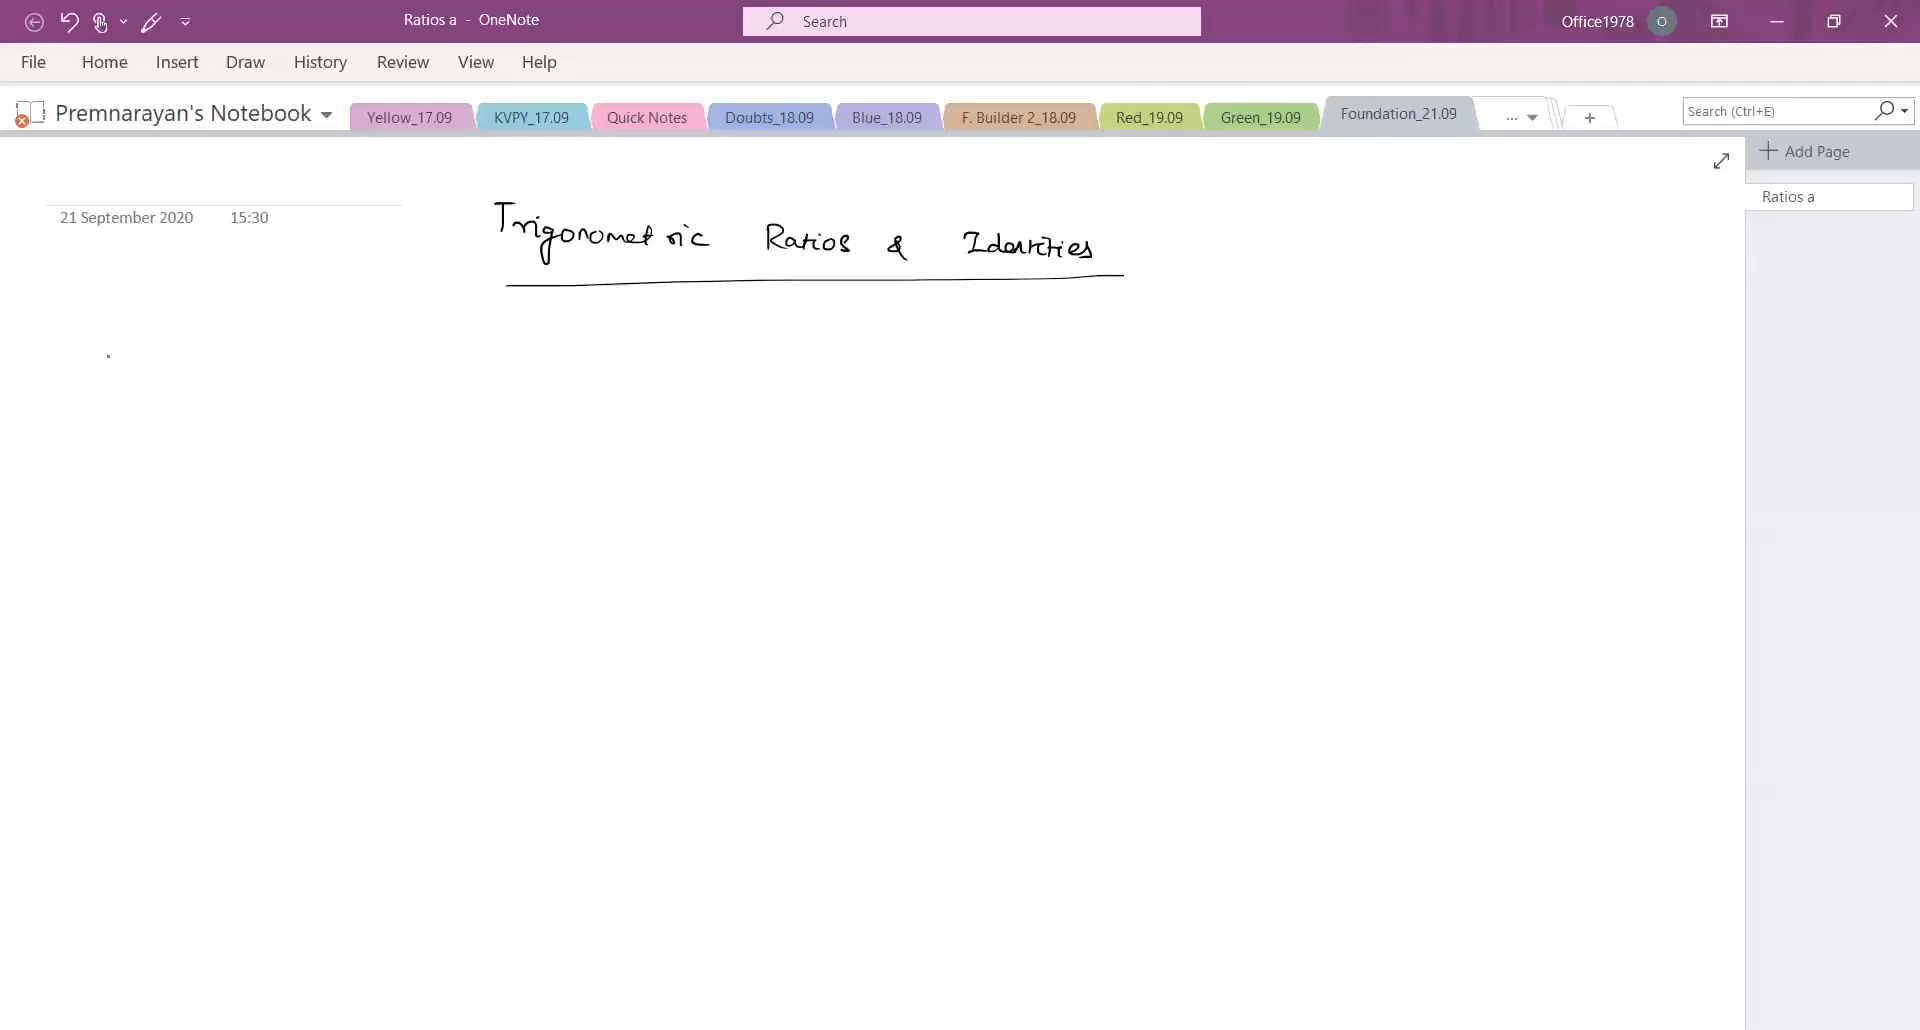 Ratios a - OneNote
Search
Office1978
O
File Home Insert Draw History Review View Help
Premnarayan's Notebook
Yellow_17.09 KVPY_17.09 Quick Notes Doubts_18.09 Blue_18.09 F. Builder 2_18.09 Red_19.09 Green_19.09 Foundation_21.09 ... +
Search (Ctrl+E)
Add Page
Ratios a
21 September 2020 15:30
Trigonometric Ratios & Identities